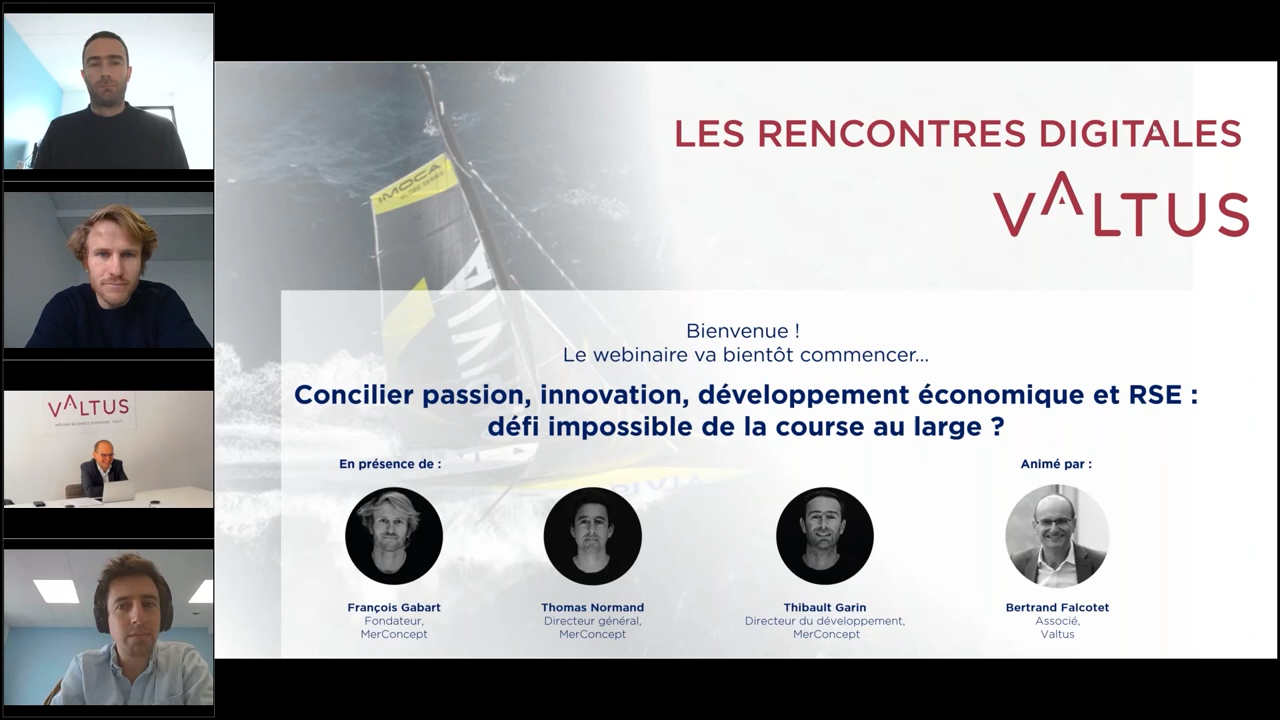 LES RENCONTRES DIGITALES
VALTUS
Bienvenue !
Le webinaire va bientôt commencer...
Concilier passion, innovation, développement économique et RSE :
défi impossible de la course au large ?
En présence de :
Animé par :
François Gabart
Fondateur,
MerConcept
Thomas Normand
Directeur général,
MerConcept
Thibault Garin
Directeur du développement,
MerConcept
Bertrand Falcotet
Associé,
Valtus
IMOCA
GLOBE SERIES
VALTUS